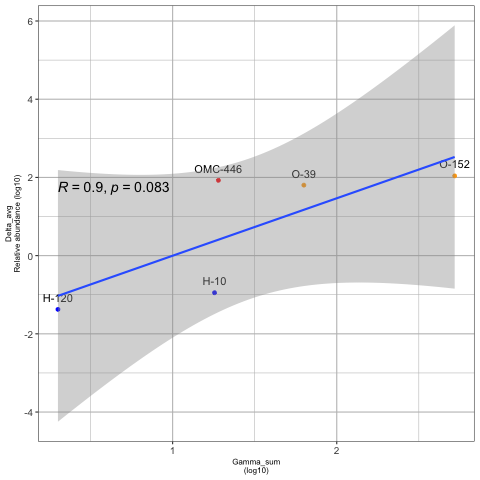 6
4
2
0
-2
-4
Delta_avg
Relative abundance (log10)
R = 0.9, p = 0.083
OMC-446
O-39
O-152
H-10
H-120
1
2
Gamma_sum
(log10)